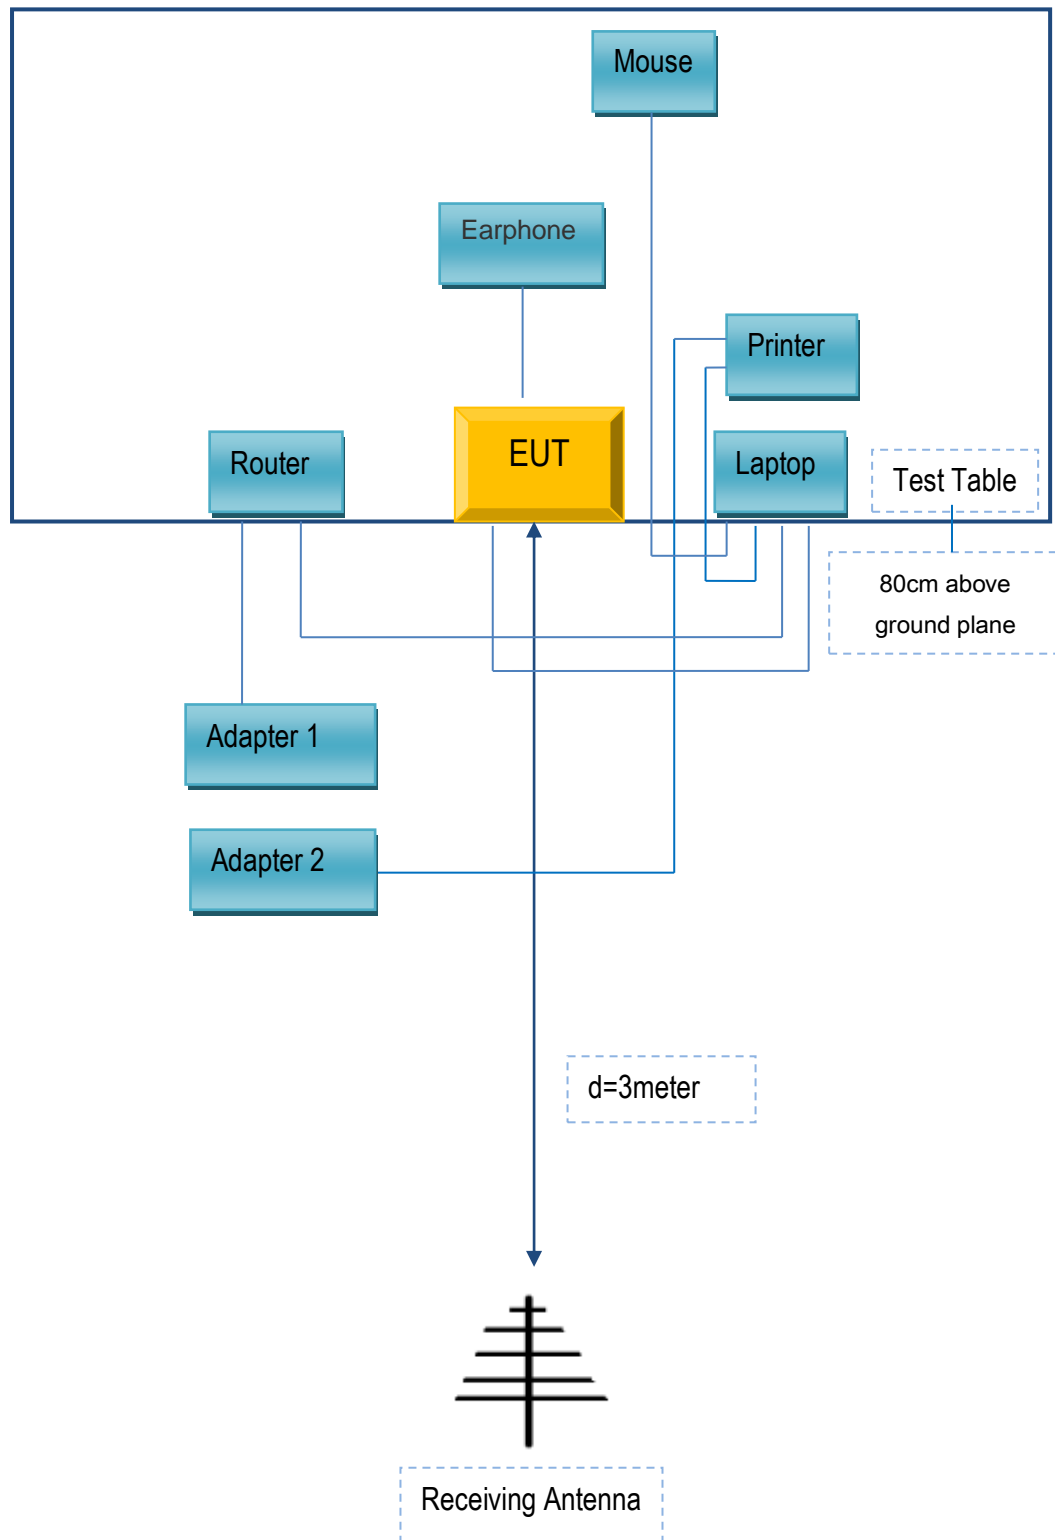 Mouse
Earphone
Printer
Router
EUT
Laptop
Test Table
80cm above
ground plane
Adapter 1
Adapter 2
d=3meter
Receiving Antenna